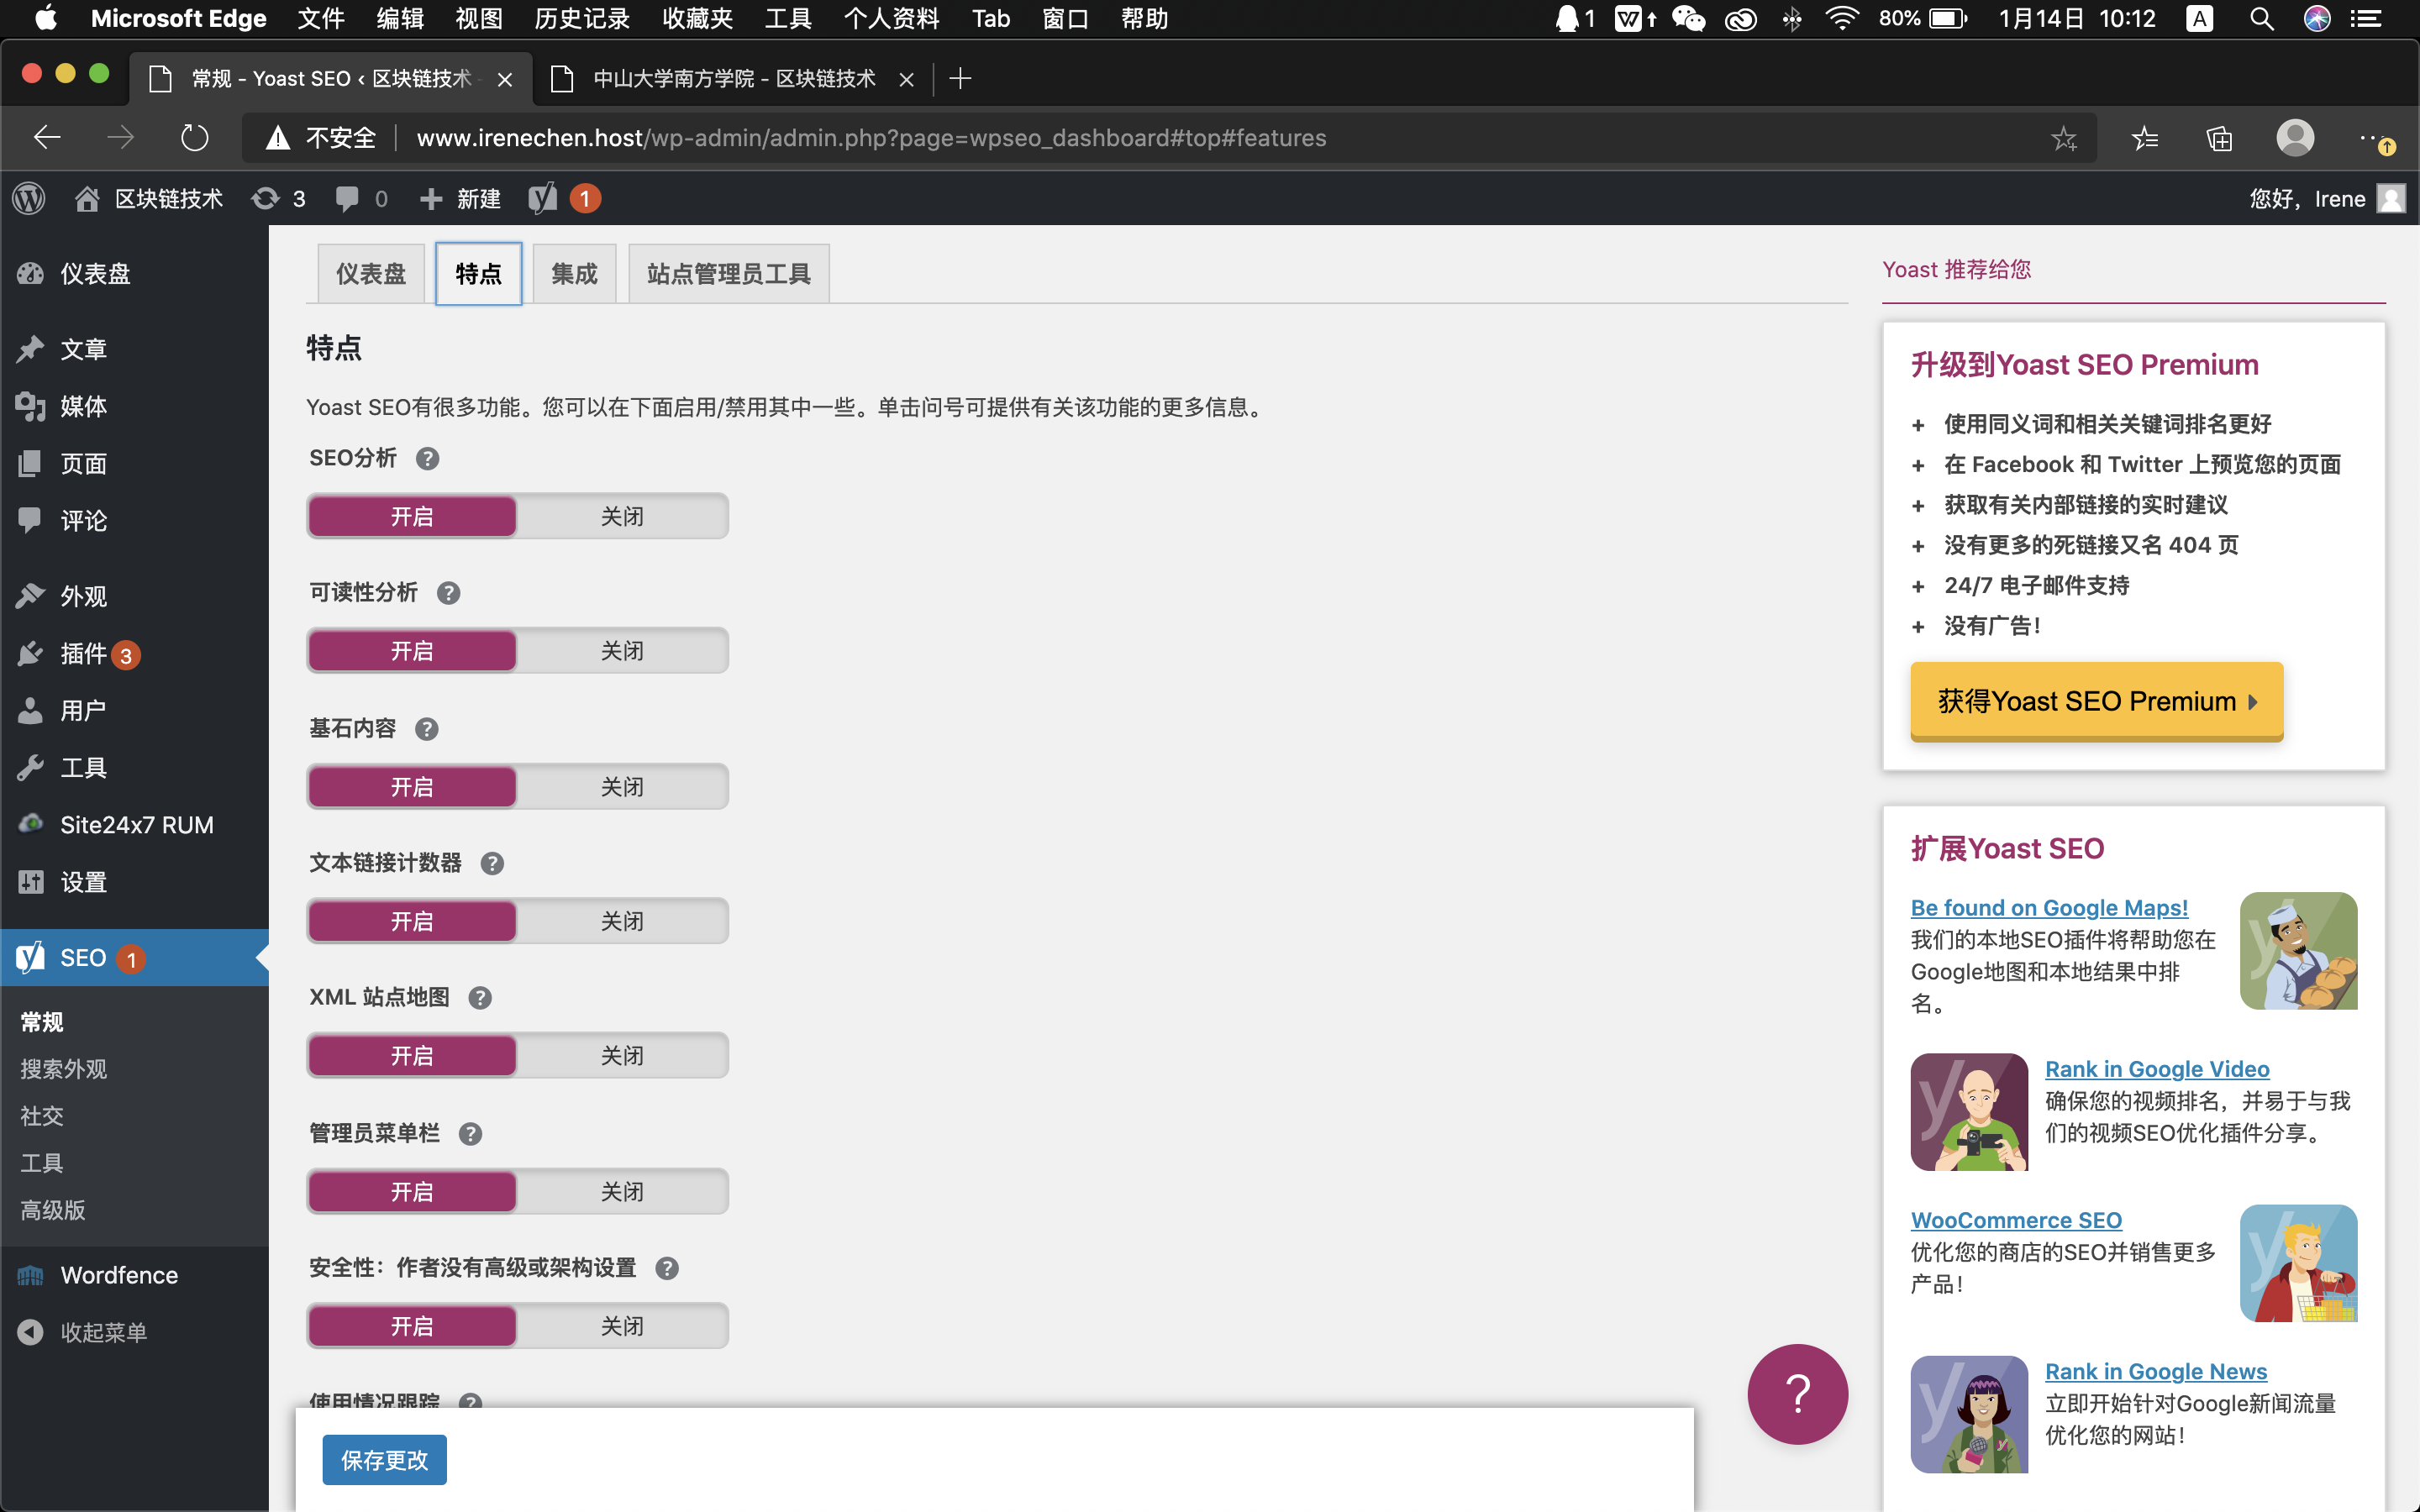 Microsoft Edge 文件 编辑 视图 历史记录 收藏夹 工具 个人资料 Tab 窗口 帮助 1 80% 1月14日 10:12 A
常规 - Yoast SEO ‹ 区块链技术 -
中山大学南方学院 - 区块链技术
不安全 www.irenechen.host/wp-admin/admin.php?page=wpseo_dashboard#top#features
区块链技术 3 0 新建 1 您好，Irene
仪表盘
文章
媒体
页面
评论
外观
插件 3
用户
工具
Site24x7 RUM
设置
SEO 1
常规
搜索外观
社交
工具
高级版
Wordfence
收起菜单
仪表盘 特点 集成 站点管理员工具
特点
Yoast SEO有很多功能。您可以在下面启用/禁用其中一些。单击问号可提供有关该功能的更多信息。
SEO分析 ?
开启 关闭
可读性分析 ?
开启 关闭
基石内容 ?
开启 关闭
文本链接计数器 ?
开启 关闭
XML 站点地图 ?
开启 关闭
管理员菜单栏 ?
开启 关闭
安全性：作者没有高级或架构设置 ?
开启 关闭
使用情况跟踪 ?
保存更改
?
Yoast 推荐给您
升级到Yoast SEO Premium
+ 使用同义词和相关关键词排名更好
+ 在 Facebook 和 Twitter 上预览您的页面
+ 获取有关内部链接的实时建议
+ 没有更多的死链接又名 404 页
+ 24/7 电子邮件支持
+ 没有广告！
获得Yoast SEO Premium
扩展Yoast SEO
Be found on Google Maps!
我们的本地SEO插件将帮助您在
Google地图和本地结果中排
名。
Rank in Google Video
确保您的视频排名，并易于与我
们的视频SEO优化插件分享。
WooCommerce SEO
优化您的商店的SEO并销售更多
产品！
Rank in Google News
立即开始针对Google新闻流量
优化您的网站！